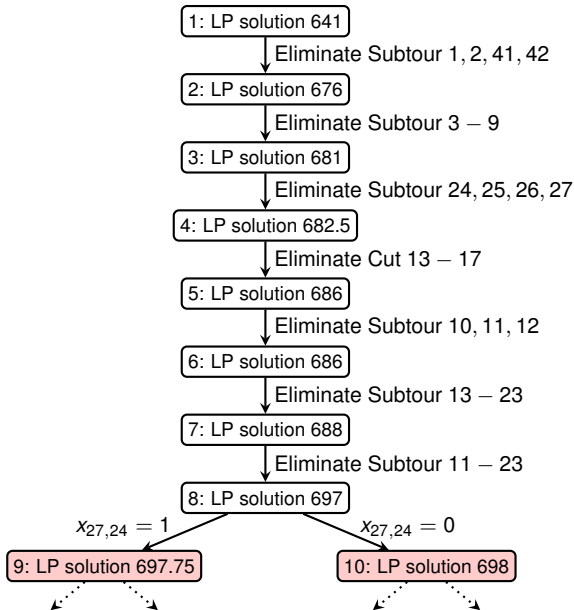 1: LP solution 641
Eliminate Subtour 1, 2, 41, 42
2: LP solution 676
Eliminate Subtour 3 − 9
3: LP solution 681
Eliminate Subtour 24, 25, 26, 27
4: LP solution 682.5
Eliminate Cut 13 − 17
5: LP solution 686
Eliminate Subtour 10, 11, 12
6: LP solution 686
Eliminate Subtour 13 − 23
7: LP solution 688
Eliminate Subtour 11 − 23
8: LP solution 697
x27,24 = 1
x27,24 = 0
9: LP solution 697.75
10: LP solution 698